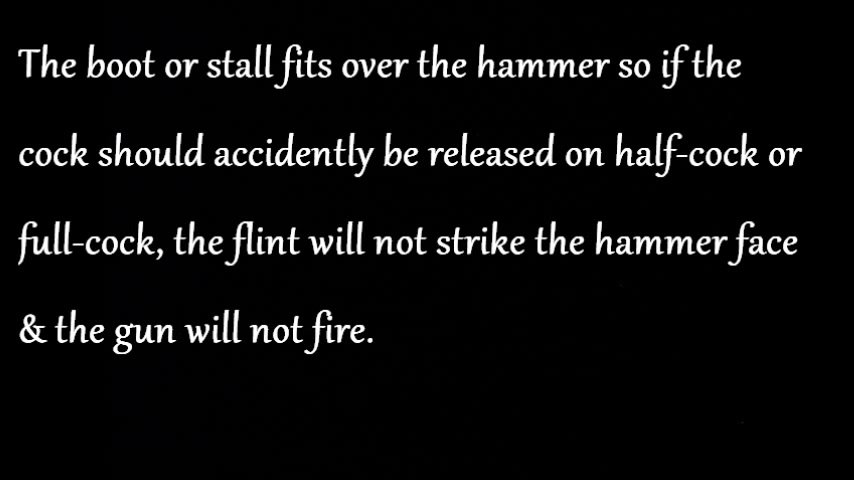 The boot or stall fits over the hammer so if the
cock should accidently be released on half-cock or
full-cock, the flint will not strike the hammer face
& the gun will not fire.